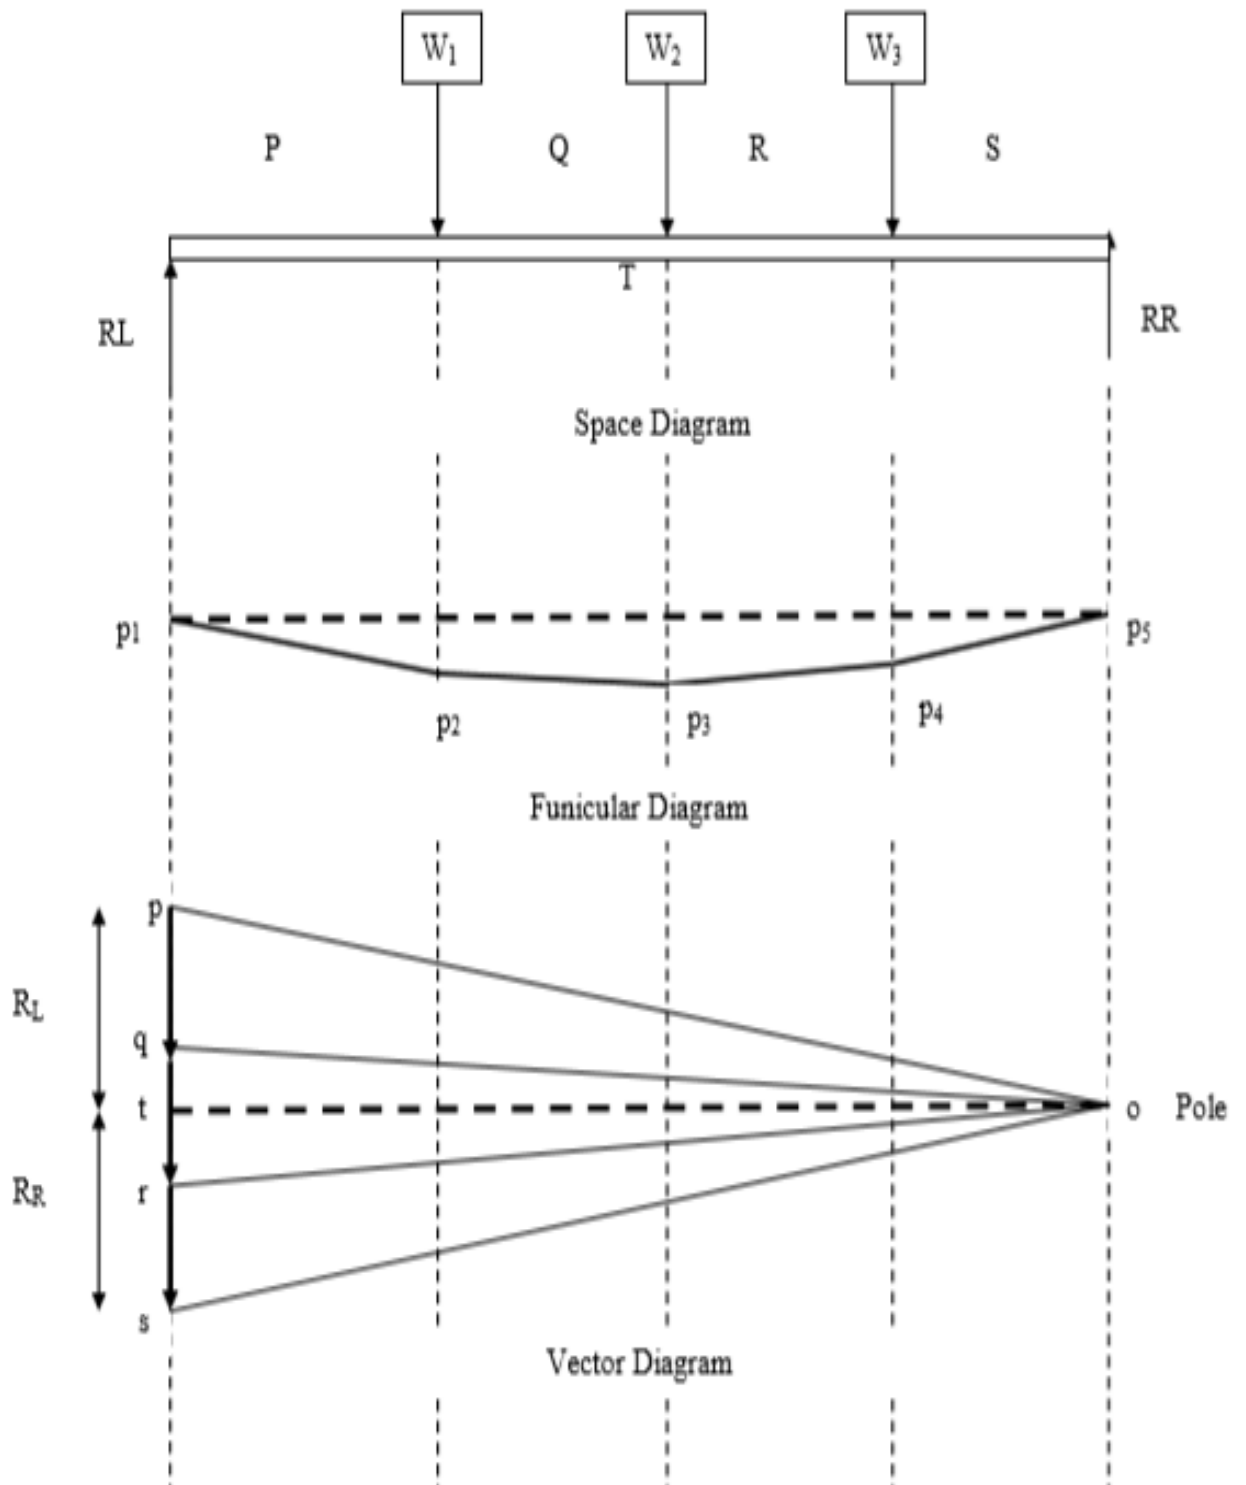 W1 W2 W3
P Q R S
T
RL RR
Space Diagram
p1 p5
p2 p3 p4
Funicular Diagram
p
RL
q
t o Pole
RR
r
s
Vector Diagram